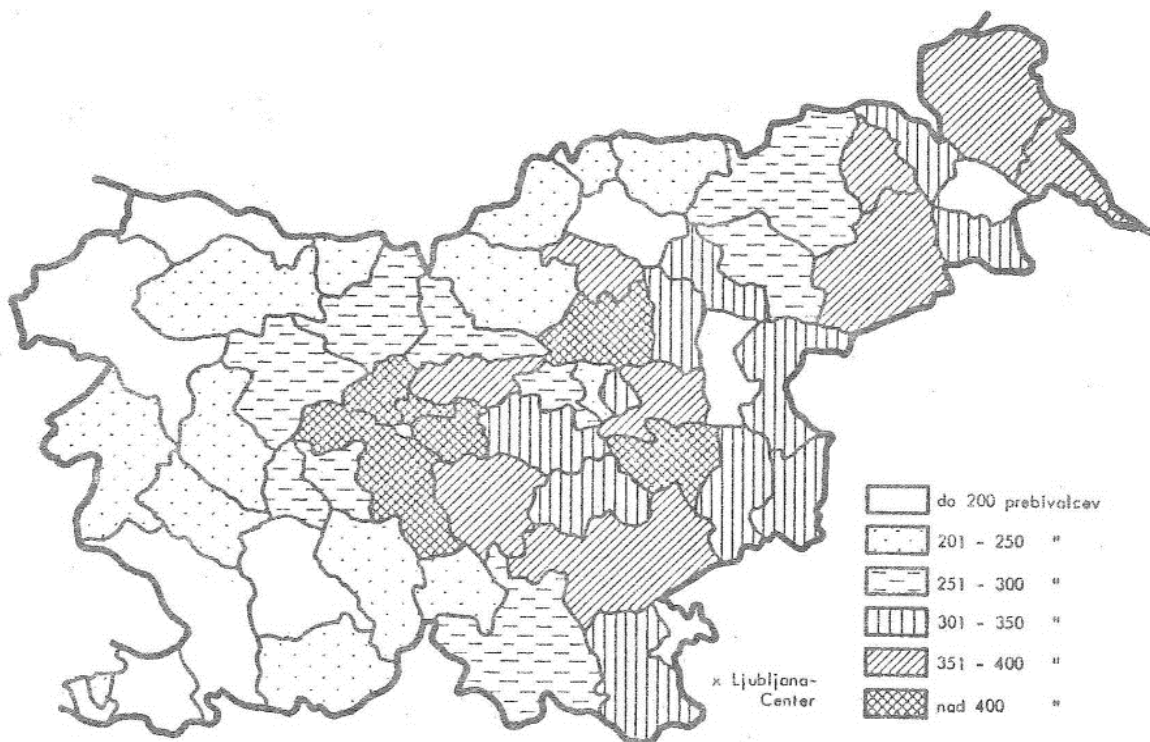 do 200 prebivalcev
201 - 250 "
251 - 300 "
301 - 350 "
351 - 400 "
nad 400 "
x Ljubljana-
Center